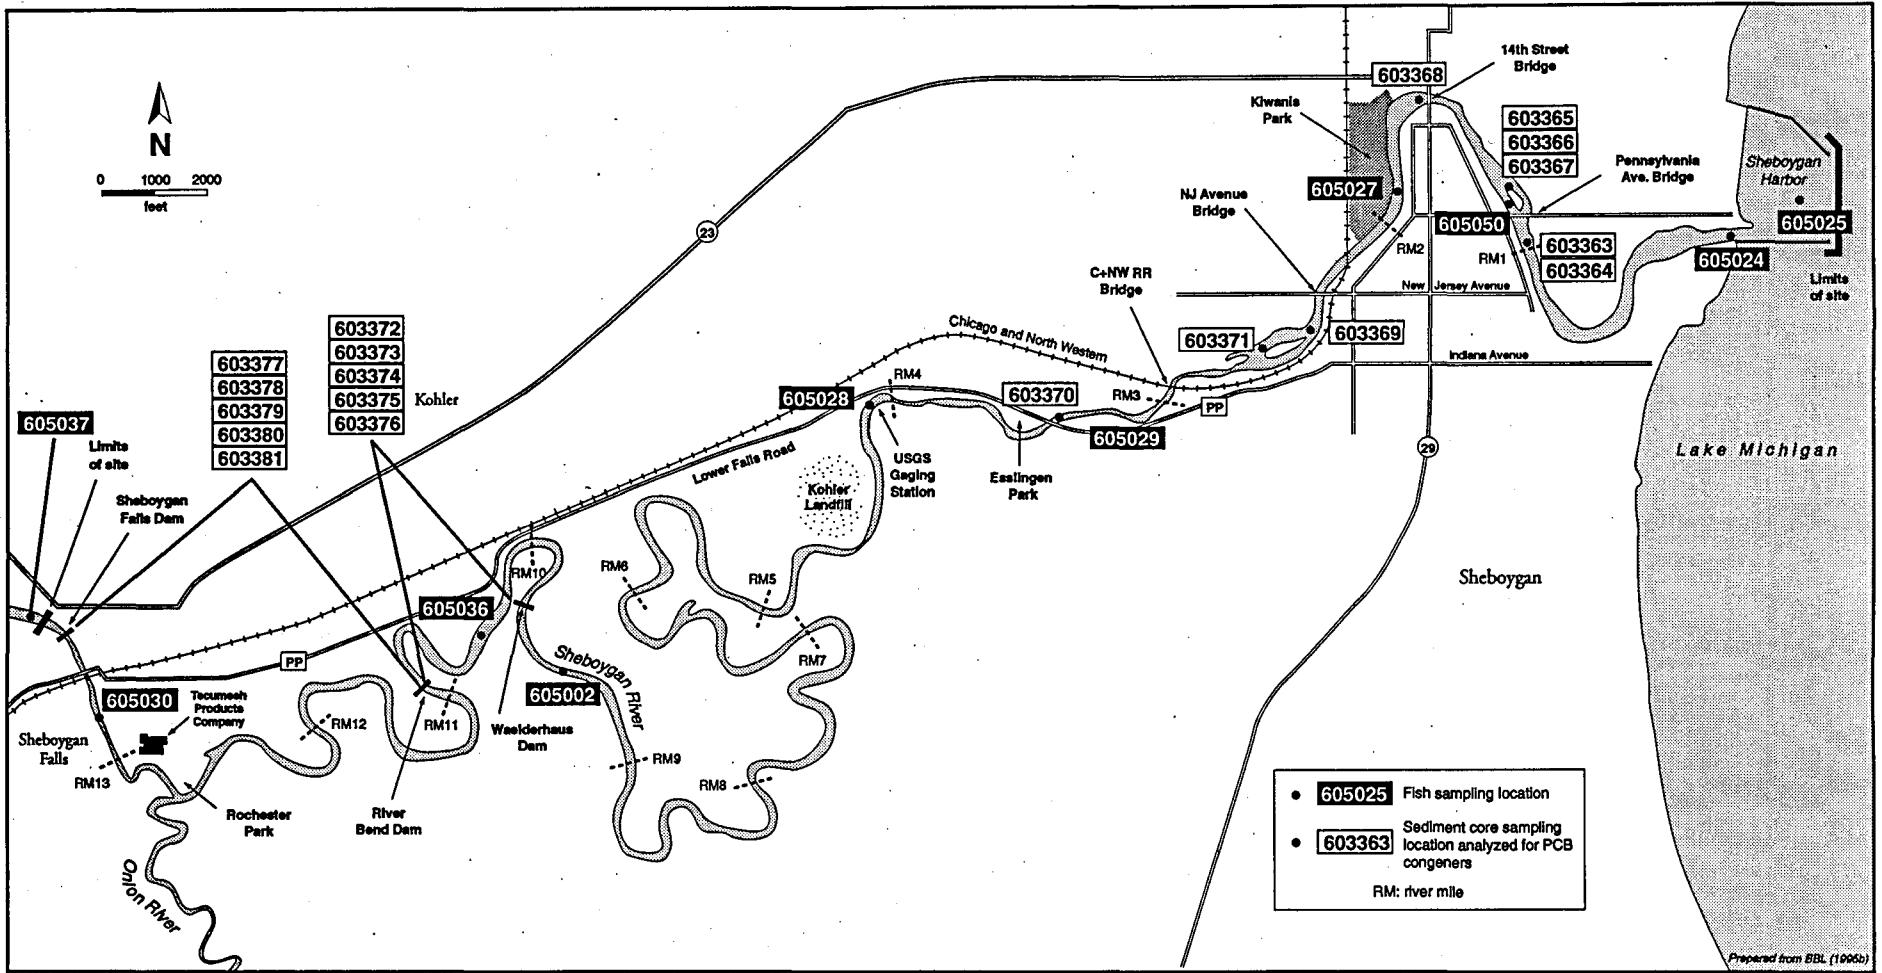 14th Street
Bridge
603368
Kiwanis
Park
603365
603366
603367
Pennsylvania
Ave. Bridge
Sheboygan
Harbor
N
0 1000 2000
feet
605027
NJ Avenue
Bridge
605050
605025
23
RM2
RM1
603363
603364
605024
C+NW RR
Bridge
New Jersey Avenue
Limits
of site
603372
603373
603374
603375
603376
Kohler
603377
603378
603379
603380
603381
Chicago and North Western
603371
603369
Indiana Avenue
605028
RM4
603370
RM3
PP
605037
Limits
of site
605029
29
Lake Michigan
Lower Falls Road
USGS
Gaging
Station
Esslingen
Park
Sheboygan
Falls Dam
Kohler
Landfill
RM10
RM6
RM5
Sheboygan
605036
PP
Sheboygan River
RM7
605002
605030
Tecumseh
Products
Company
RM12
RM11
Waelderhaus
Dam
Sheboygan
Falls
RM13
RM9
RM8
Rochester
Park
River
Bend Dam
Onion River
605025 Fish sampling location
603363 Sediment core sampling
location analyzed for PCB
congeners
RM: river mile
Prepared from BBL (1995b)